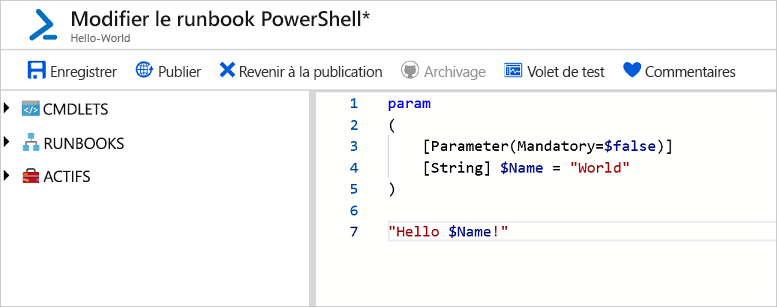 Modifier le runbook PowerShell*
Hello-World
Enregistrer Publier Revenir à la publication Archivage Volet de test Commentaires
CMDLETS
RUNBOOKS
ACTIFS
1 param
2 (
3 [Parameter(Mandatory=$false)]
4 [String] $Name = "World"
5 )
6
7 "Hello $Name!"